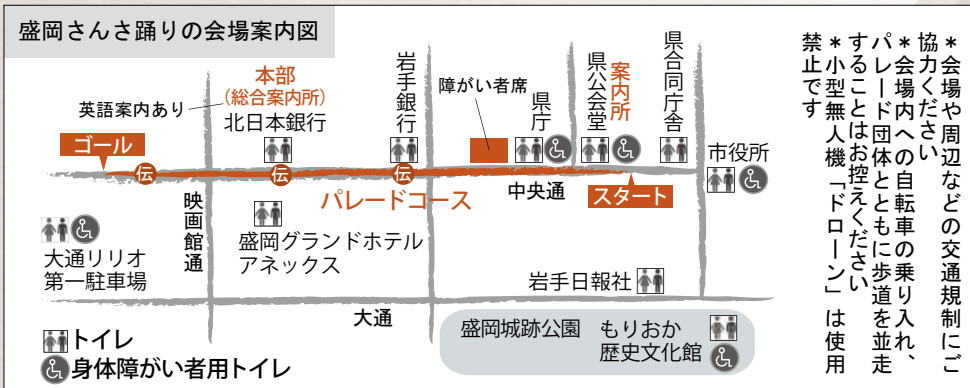 盛岡さんさ踊りの会場案内図
本部
(総合案内所)
英語案内あり
北日本銀行
岩手銀行
障がい者席
県庁
県公会堂
案内所
県合同庁舎
市役所
ゴール
伝
伝
伝
パレードコース
中央通
スタート
映画館通
盛岡グランドホテル
アネックス
大通リリオ
第一駐車場
岩手日報社
大通
盛岡城跡公園
もりおか
歴史文化館
トイレ
身体障がい者用トイレ
*会場や周辺などの交通規制にご
協力ください
*会場内への自転車の乗り入れ、
パレード団体とともに歩道を並走
することはお控えください
*小型無人機「ドローン」は使用
禁止です